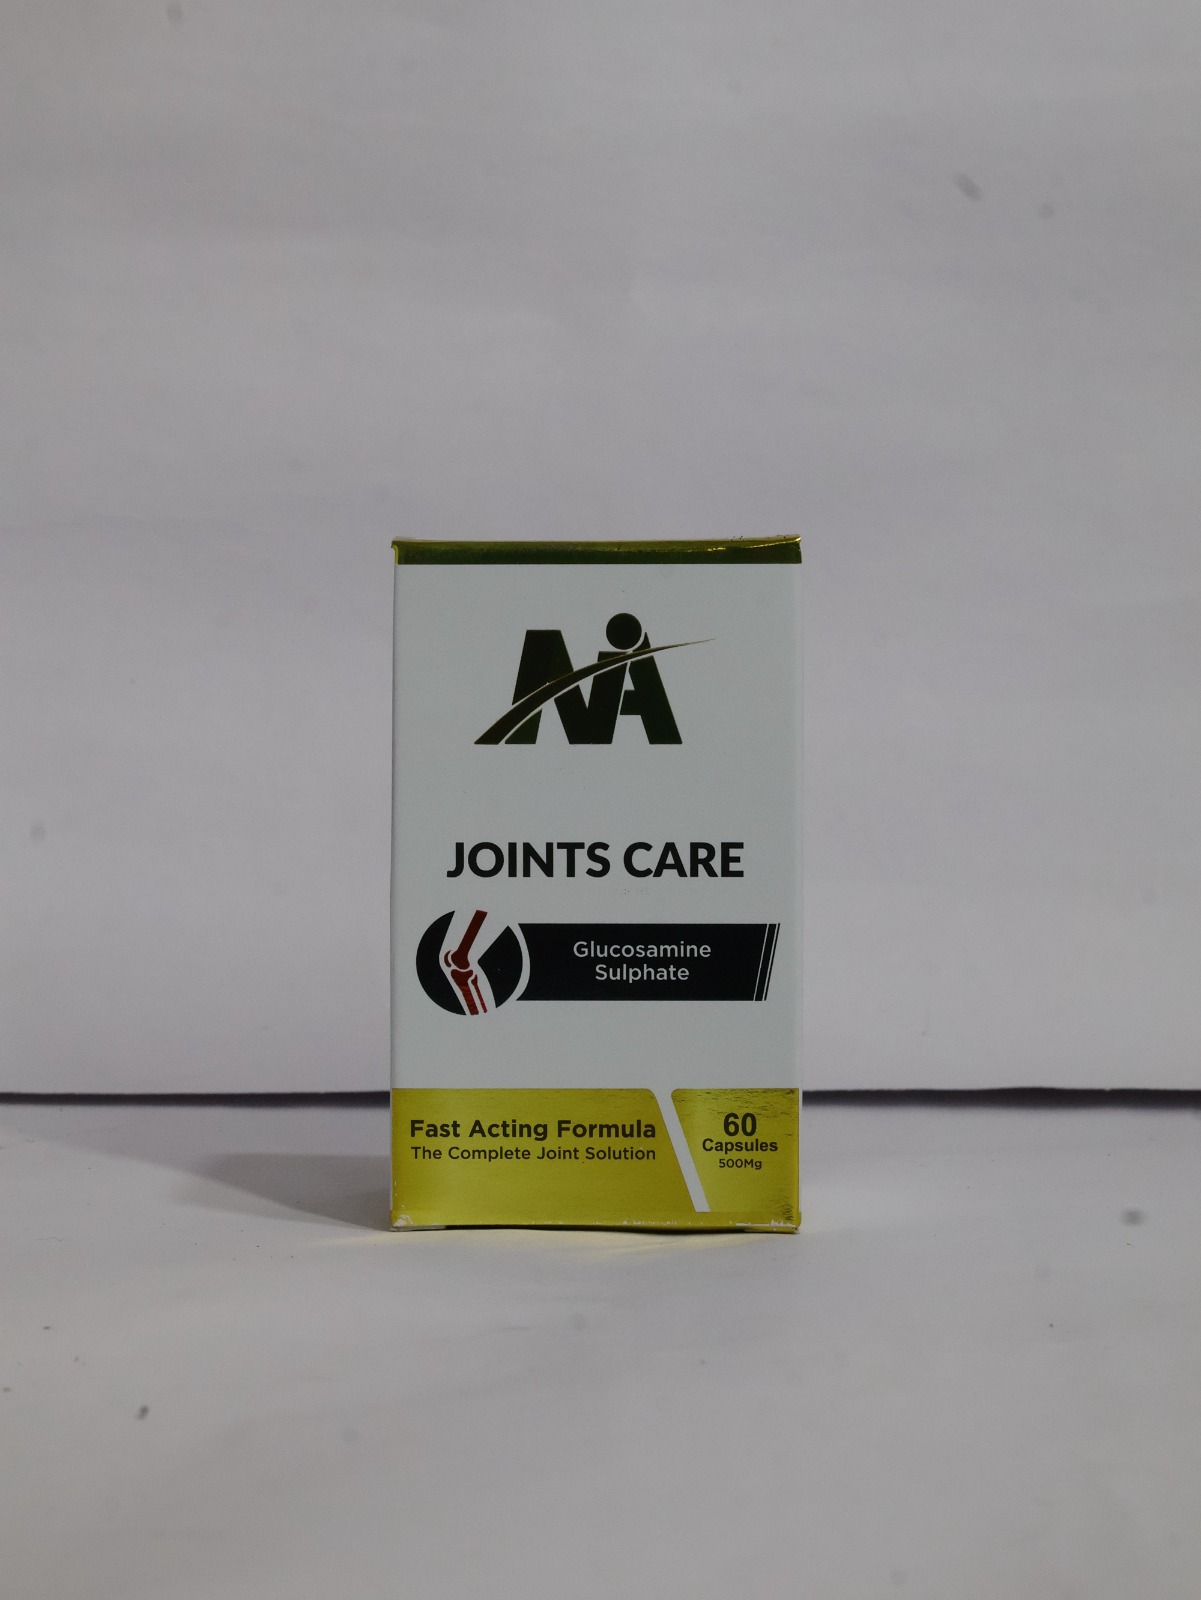 JOINTS CARE
Glucosamine
Sulphate
Fast Acting Formula
The Complete Joint Solution
60
Capsules
500Mg